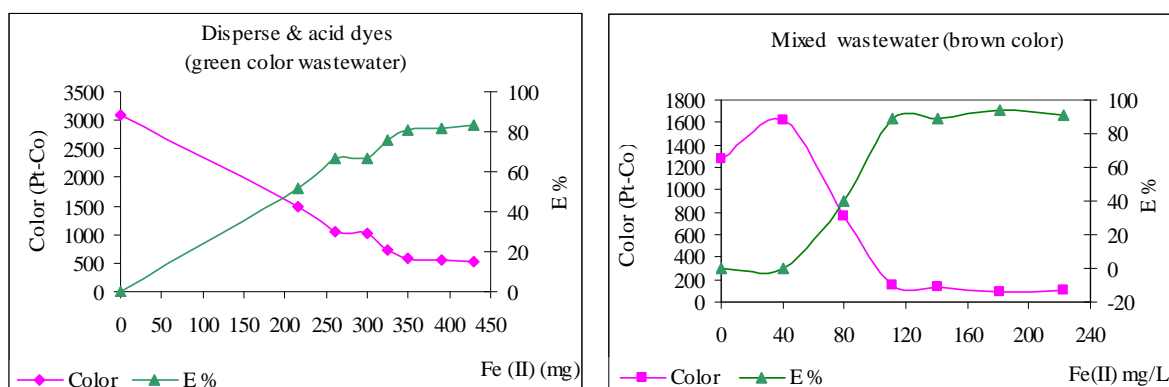 Disperse & acid dyes
(green color wastewater)
Color (Pt-Co)
3500
3000
2500
2000
1500
1000
500
0
100
80
60
40
20
0
E %
0 50 100 150 200 250 300 350 400 450
Color E % Fe (II) (mg)
Mixed wastewater (brown color)
Color (Pt-Co)
1800
1600
1400
1200
1000
800
600
400
200
0
100
80
60
40
20
0
-20
E %
0 40 80 120 160 200 240
Color E % Fe(II) mg/L